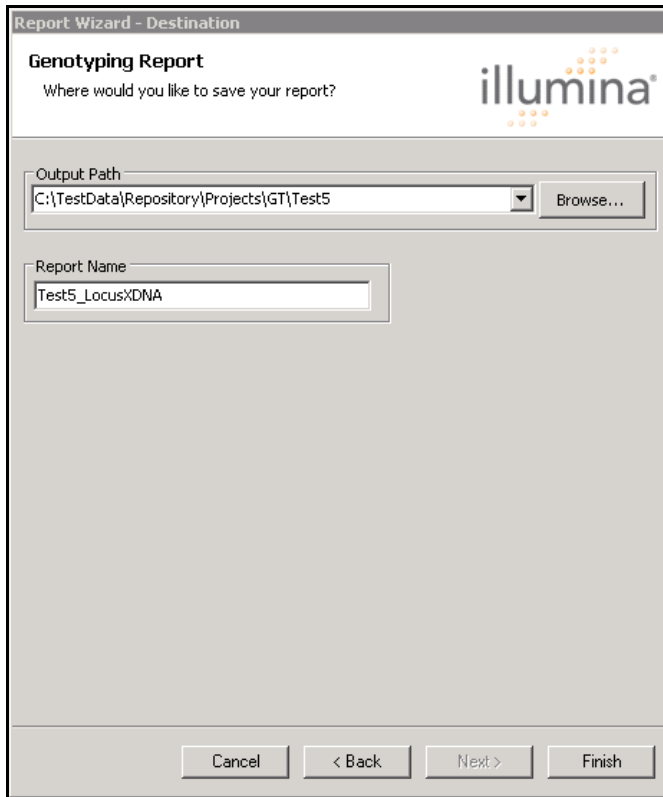 Report Wizard - Destination
Genotyping Report
Where would you like to save your report?
illumina®
Output Path
C:\TestData\Repository\Projects\GT\Test5
Browse...
Report Name
Test5_LocusXDNA
Cancel
< Back
Next >
Finish